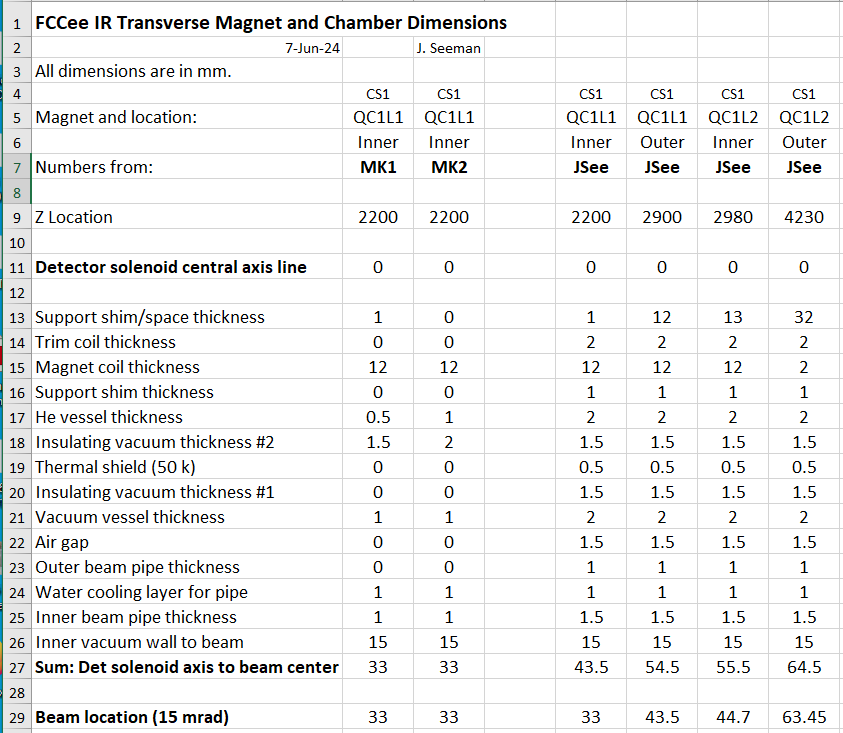 1 FCCee IR Transverse Magnet and Chamber Dimensions
2 7-Jun-24 J. Seeman
3 All dimensions are in mm.
4 CS1 CS1 CS1 CS1 CS1 CS1
5 Magnet and location: QC1L1 QC1L1 QC1L1 QC1L1 QC1L2 QC1L2
6 Inner Inner Inner Outer Inner Outer
7 Numbers from: MK1 MK2 JSee JSee JSee JSee
8
9 Z Location 2200 2200 2200 2900 2980 4230
10
11 Detector solenoid central axis line 0 0 0 0 0 0
12
13 Support shim/space thickness 1 0 1 12 13 32
14 Trim coil thickness 0 0 2 2 2 2
15 Magnet coil thickness 12 12 12 12 12 2
16 Support shim thickness 0 0 1 1 1 1
17 He vessel thickness 0.5 1 2 2 2 2
18 Insulating vacuum thickness #2 1.5 2 1.5 1.5 1.5 1.5
19 Thermal shield (50 k) 0 0 0.5 0.5 0.5 0.5
20 Insulating vacuum thickness #1 0 0 1.5 1.5 1.5 1.5
21 Vacuum vessel thickness 1 1 2 2 2 2
22 Air gap 0 0 1.5 1.5 1.5 1.5
23 Outer beam pipe thickness 0 0 1 1 1 1
24 Water cooling layer for pipe 1 1 1 1 1 1
25 Inner beam pipe thickness 1 1 1.5 1.5 1.5 1.5
26 Inner vacuum wall to beam 15 15 15 15 15 15
27 Sum: Det solenoid axis to beam center 33 33 43.5 54.5 55.5 64.5
28
29 Beam location (15 mrad) 33 33 33 43.5 44.7 63.45